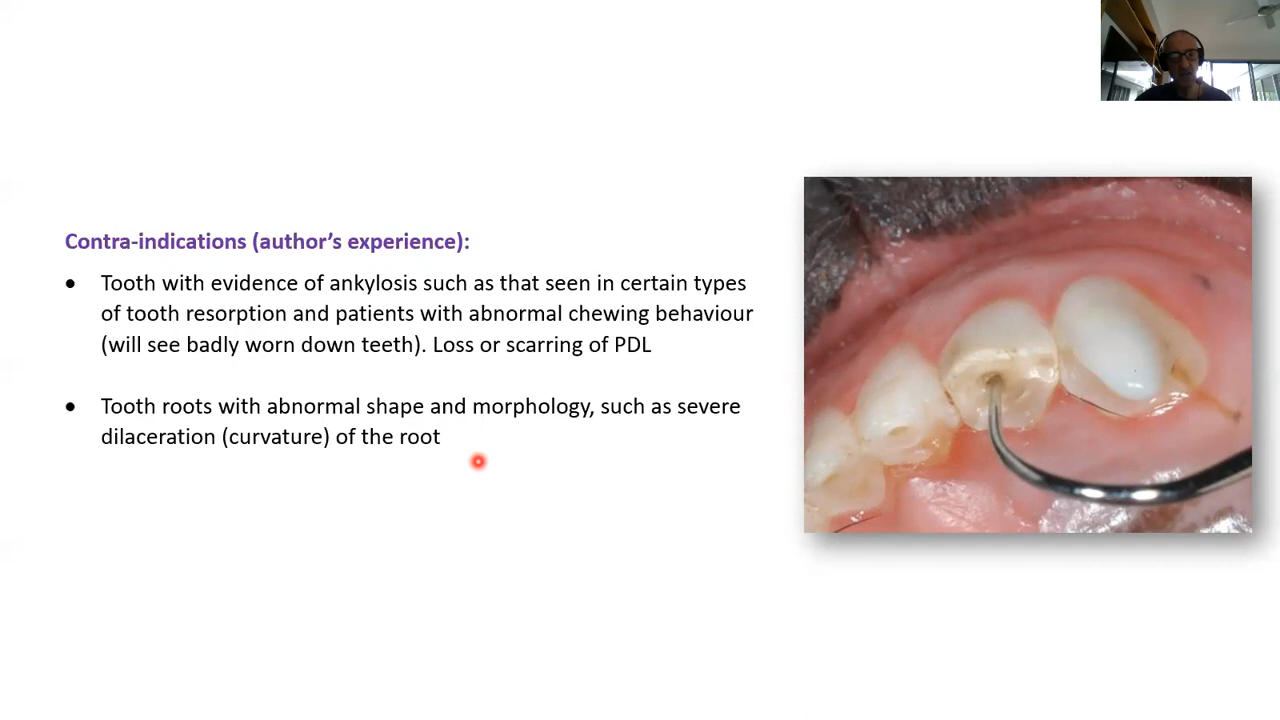 Contra-indications (author’s experience):
• Tooth with evidence of ankylosis such as that seen in certain types
of tooth resorption and patients with abnormal chewing behaviour
(will see badly worn down teeth). Loss or scarring of PDL
• Tooth roots with abnormal shape and morphology, such as severe
dilaceration (curvature) of the root